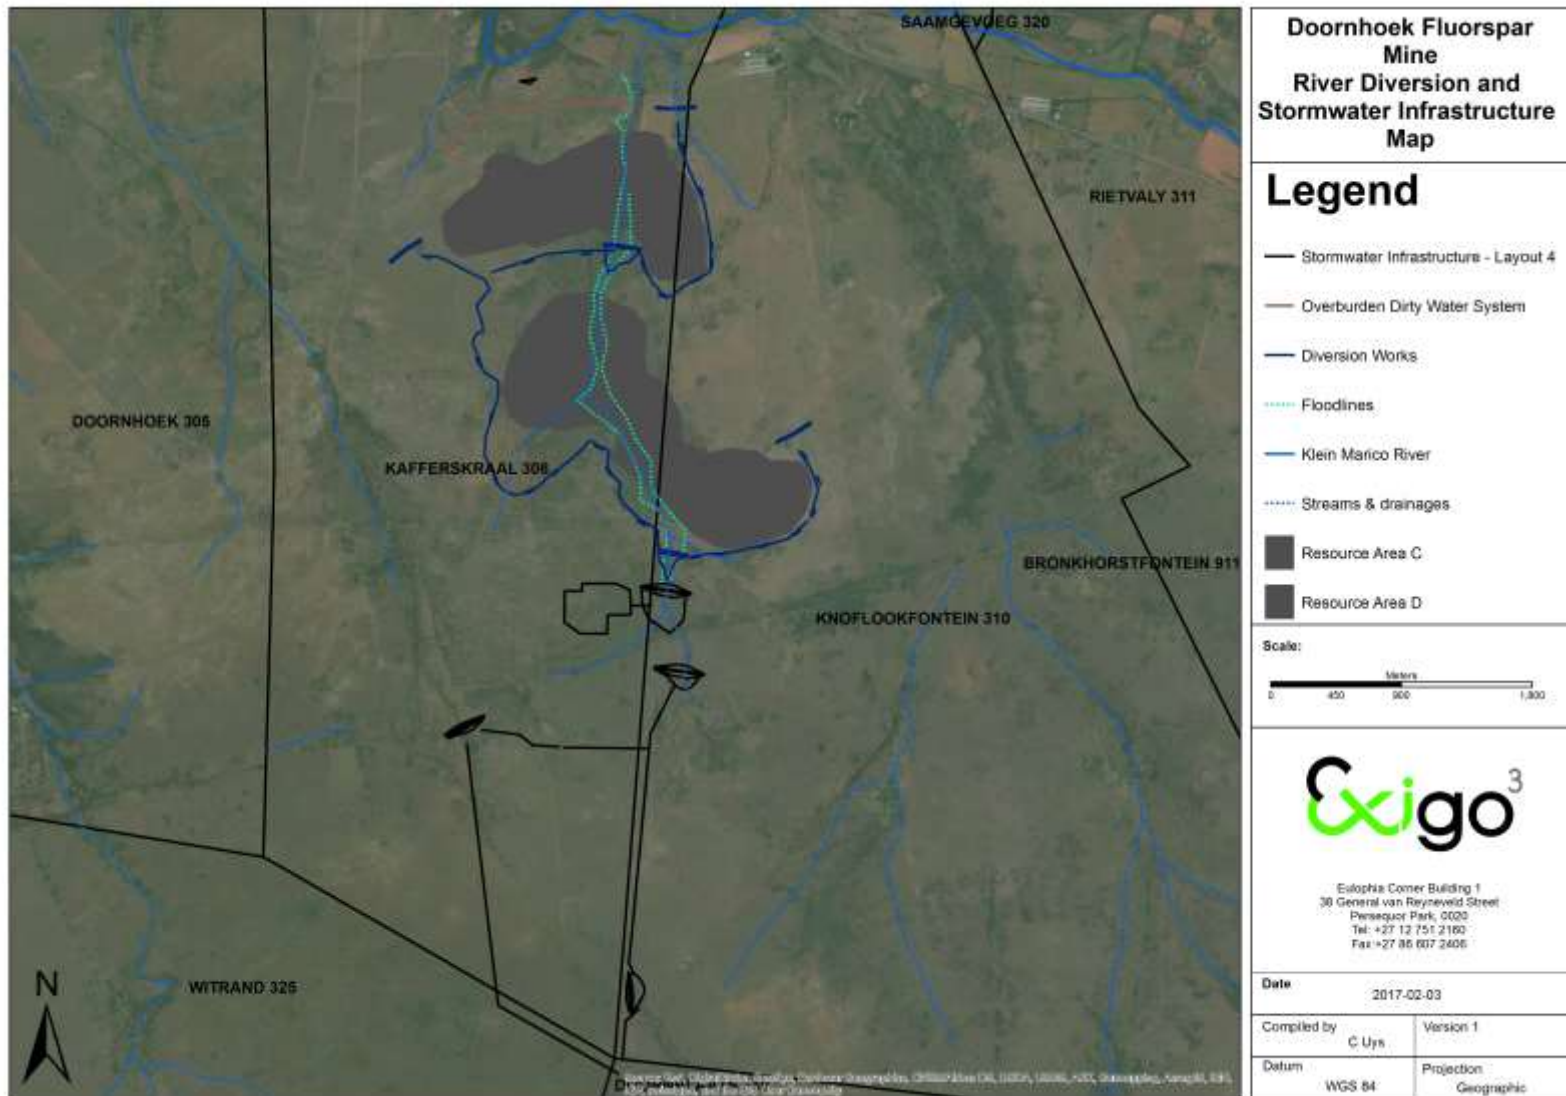 SAAMGEVOEG 320
RIETVALY 311
DOORNHOEK 305
KAFFERSKRAAL 306
BRONKHORSTFONTEIN 911
KNOFLOOKFONTEIN 310
WITRAND 325
N
Doornhoek Fluorspar
Mine
River Diversion and
Stormwater Infrastructure
Map
Legend
Stormwater Infrastructure - Layout 4
Overburden Dirty Water System
Diversion Works
Floodlines
Klein Marico River
Streams & drainages
Resource Area C
Resource Area D
Scale:
Meters
0 450 900 1,800
Exigo3
Eulophia Corner Building 1
38 General van Reyneveld Street
Persequor Park, 0020
Tel: +27 12 751 2160
Fax: +27 86 607 2406
Date
2017-02-03
Compiled by
C Uys
Version 1
Datum
WGS 84
Projection
Geographic